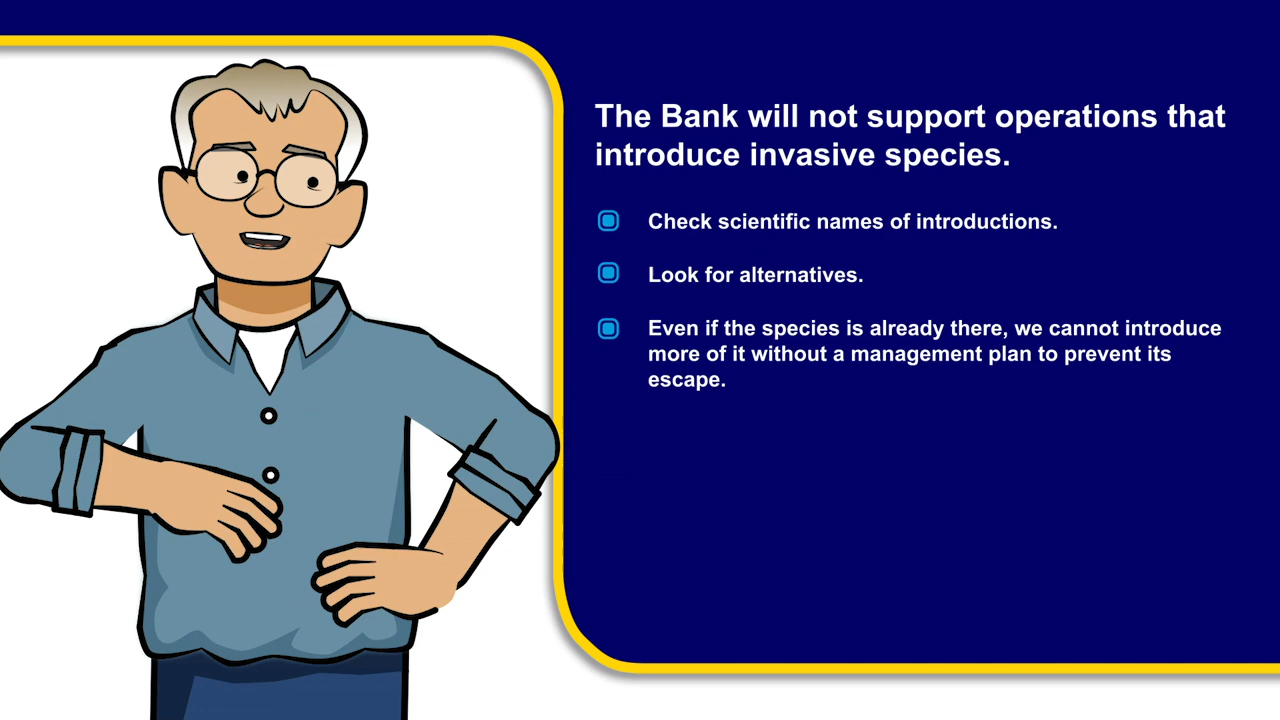 The Bank will not support operations that
introduce invasive species.
Check scientific names of introductions.
Look for alternatives.
Even if the species is already there, we cannot introduce
more of it without a management plan to prevent its
escape.